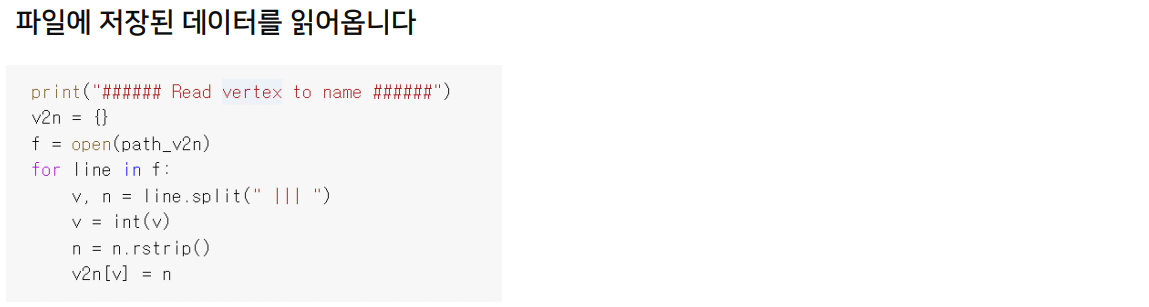 파일에 저장된 데이터를 읽어옵니다
print("###### Read vertex to name ######")
v2n = {}
f = open(path_v2n)
for line in f:
    v, n = line.split(" ||| ")
    v = int(v)
    n = n.rstrip()
    v2n[v] = n